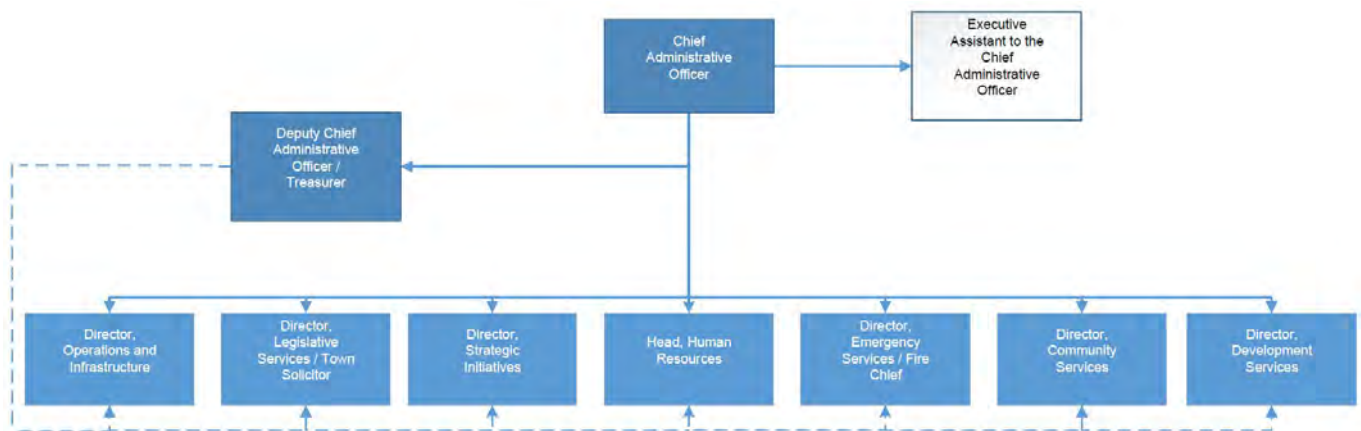 Chief
Administrative
Officer
Executive
Assistant to the
Chief
Administrative
Officer
Deputy Chief
Administrative
Officer /
Treasurer
Director,
Operations and
Infrastructure
Director,
Legislative
Services / Town
Solicitor
Director,
Strategic
Initiatives
Head, Human
Resources
Director,
Emergency
Services / Fire
Chief
Director,
Community
Services
Director,
Development
Services